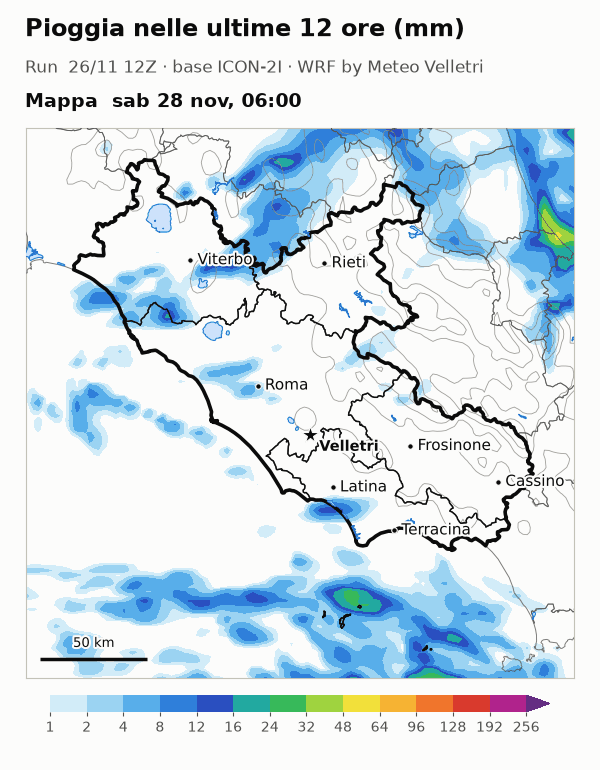 Pioggia nelle ultime 12 ore (mm)
Run  26/11 12Z · base ICON-2I · WRF by Meteo Velletri
Mappa  sab 28 nov, 06:00
Viterbo
Rieti
Roma
Velletri
Frosinone
Latina
Cassino
Terracina
50 km
1 2 4 8 12 16 24 32 48 64 96 128 192 256